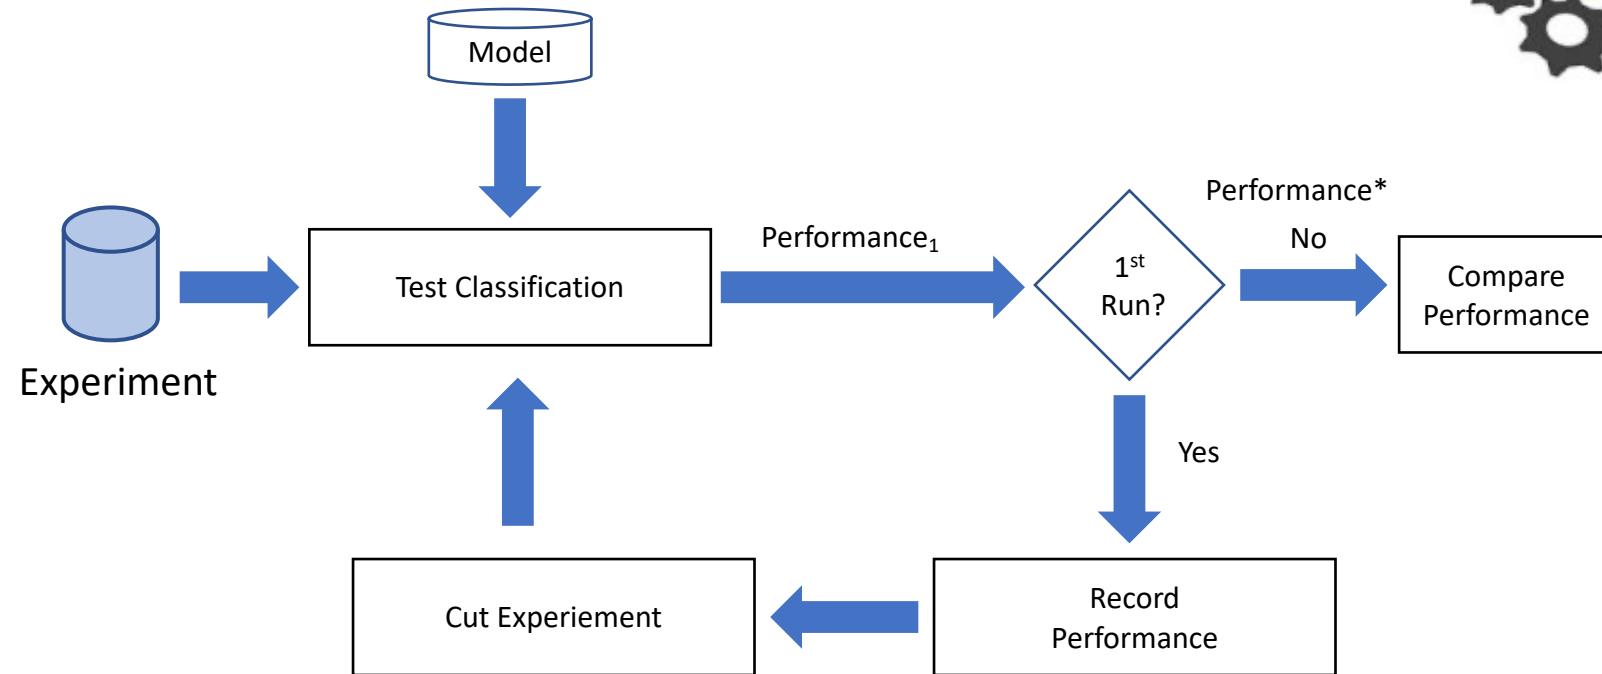 Model
Performance*
Performance₁
No
1st
Run?
Test Classification
Compare
Performance
Experiment
Yes
Record
Performance
Cut Experiement